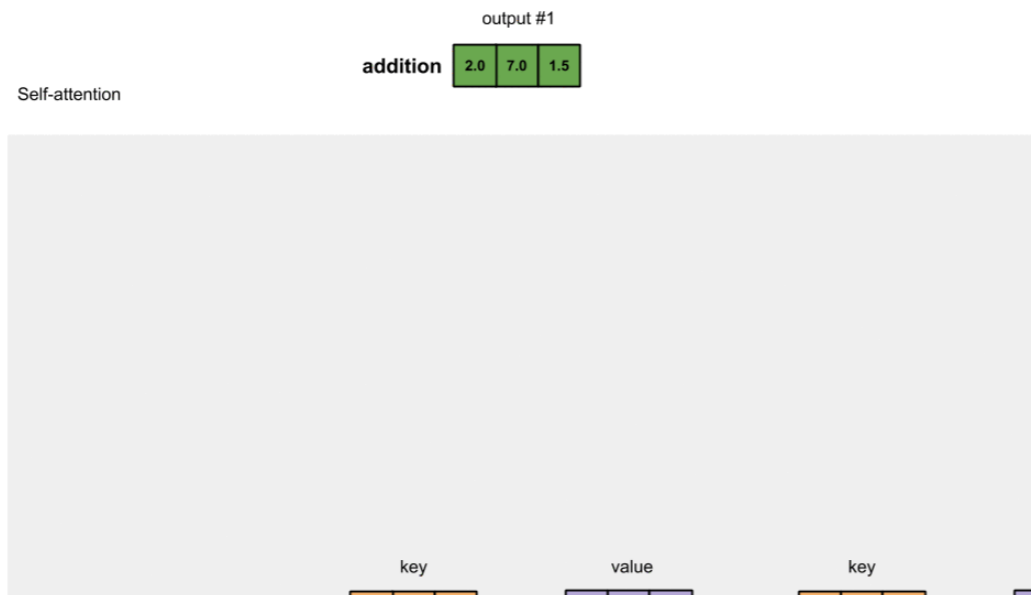 output #1
addition 2.0 7.0 1.5
Self-attention
key value key